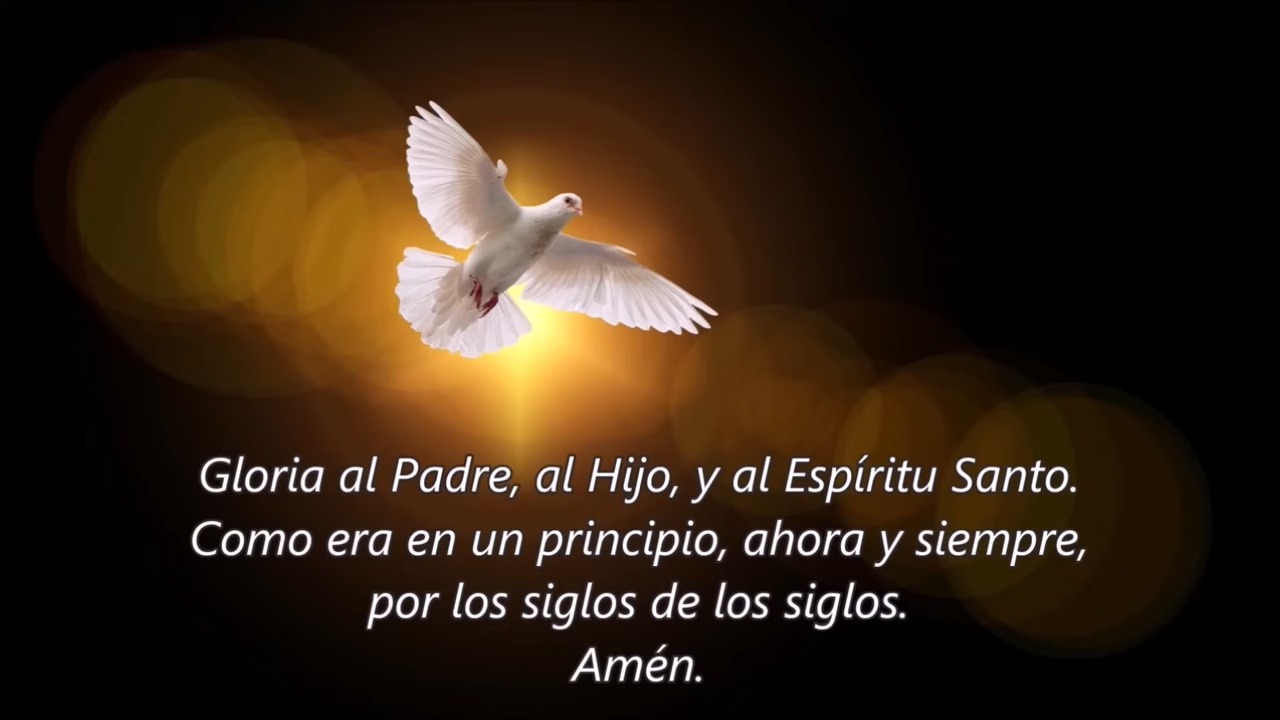 Gloria al Padre, al Hijo, y al Espíritu Santo.
Como era en un principio, ahora y siempre,
por los siglos de los siglos.
Amén.